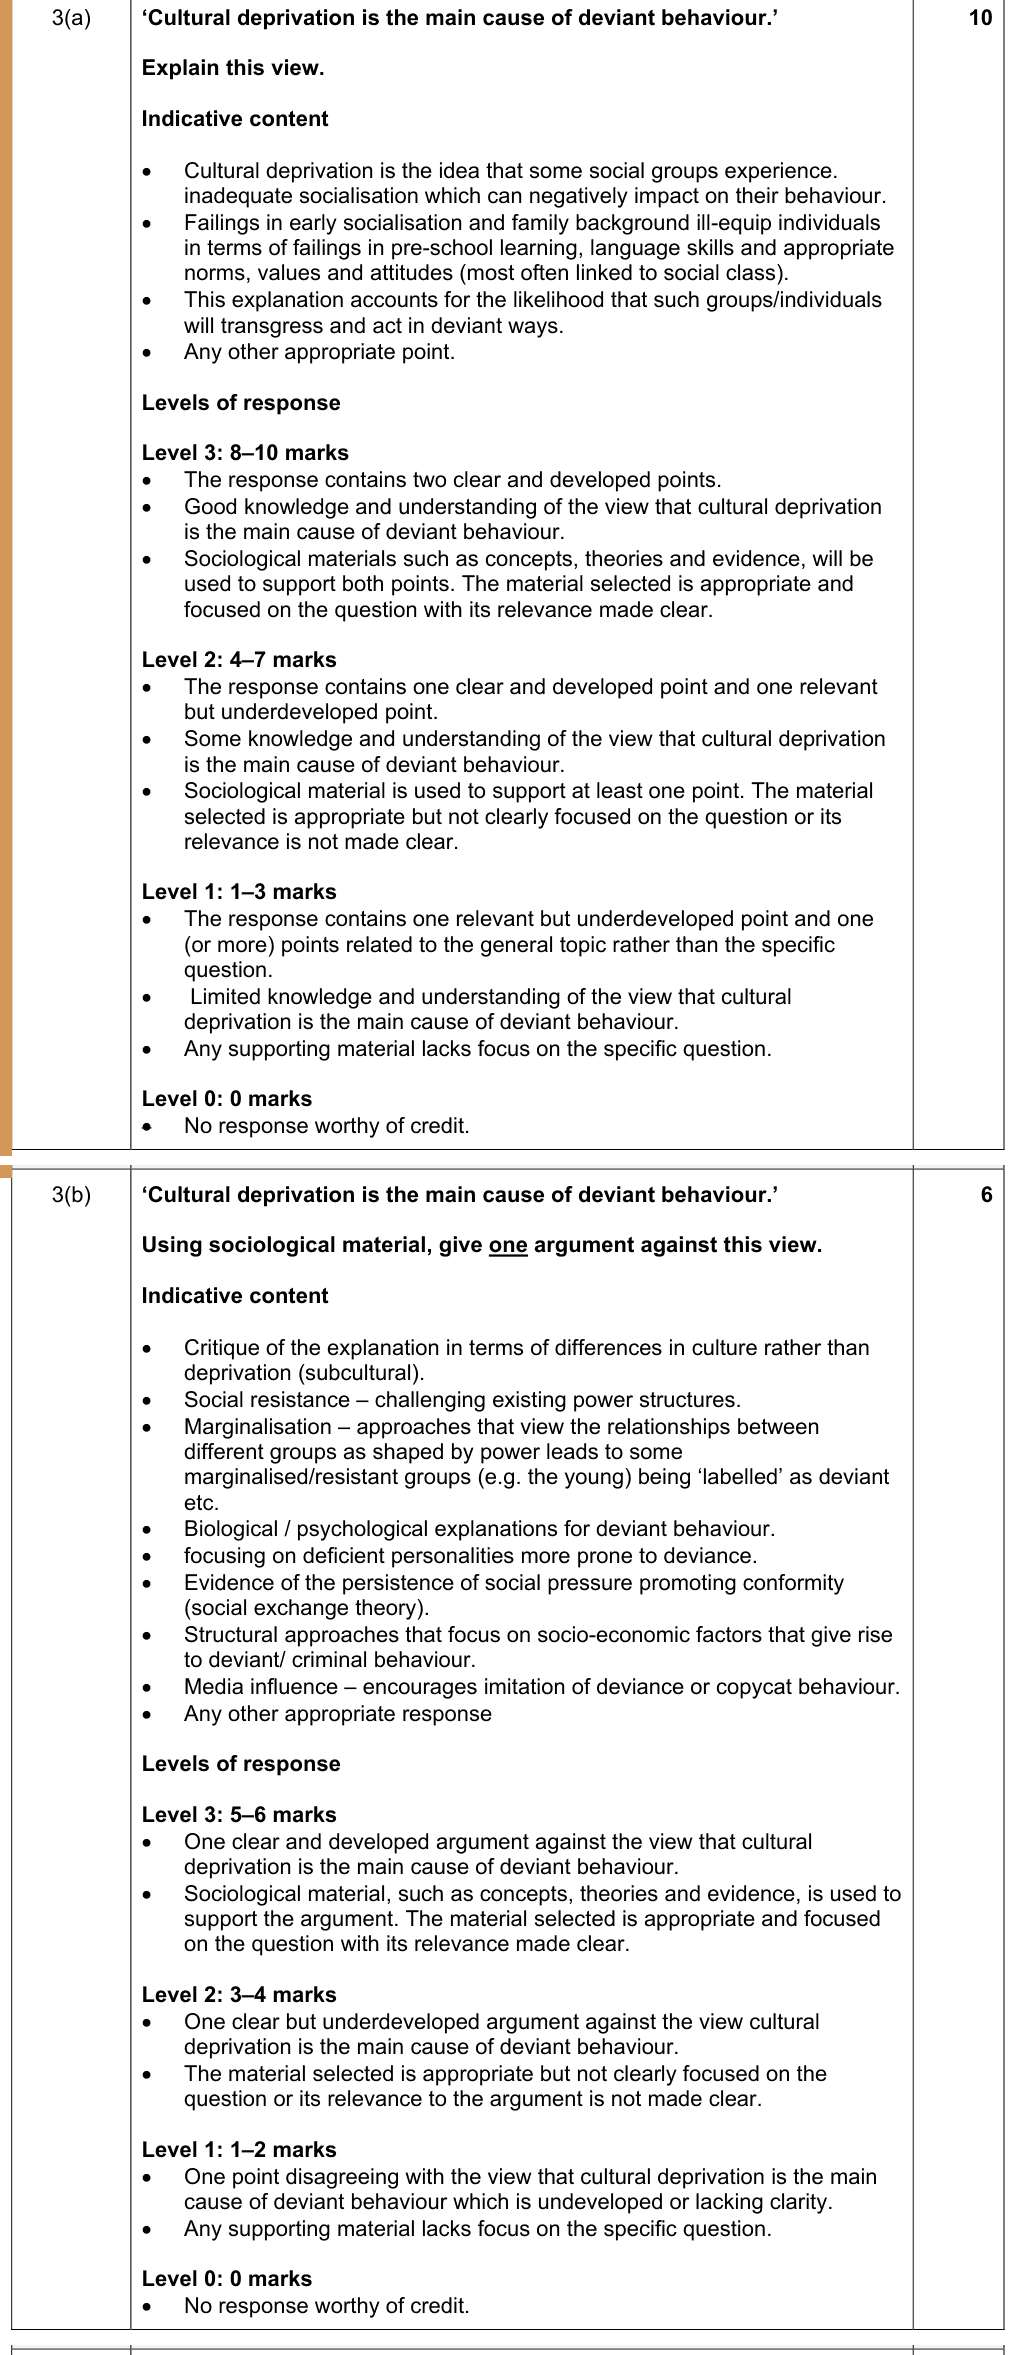 3(a) ‘Cultural deprivation is the main cause of deviant behaviour.’ 10
Explain this view.
Indicative content
• Cultural deprivation is the idea that some social groups experience.
inadequate socialisation which can negatively impact on their behaviour.
• Failings in early socialisation and family background ill-equip individuals
in terms of failings in pre-school learning, language skills and appropriate
norms, values and attitudes (most often linked to social class).
• This explanation accounts for the likelihood that such groups/individuals
will transgress and act in deviant ways.
• Any other appropriate point.
Levels of response
Level 3: 8–10 marks
• The response contains two clear and developed points.
• Good knowledge and understanding of the view that cultural deprivation
is the main cause of deviant behaviour.
• Sociological materials such as concepts, theories and evidence, will be
used to support both points. The material selected is appropriate and
focused on the question with its relevance made clear.
Level 2: 4–7 marks
• The response contains one clear and developed point and one relevant
but underdeveloped point.
• Some knowledge and understanding of the view that cultural deprivation
is the main cause of deviant behaviour.
• Sociological material is used to support at least one point. The material
selected is appropriate but not clearly focused on the question or its
relevance is not made clear.
Level 1: 1–3 marks
• The response contains one relevant but underdeveloped point and one
(or more) points related to the general topic rather than the specific
question.
• Limited knowledge and understanding of the view that cultural
deprivation is the main cause of deviant behaviour.
• Any supporting material lacks focus on the specific question.
Level 0: 0 marks
• No response worthy of credit.
3(b) ‘Cultural deprivation is the main cause of deviant behaviour.’ 6
Using sociological material, give one argument against this view.
Indicative content
• Critique of the explanation in terms of differences in culture rather than
deprivation (subcultural).
• Social resistance – challenging existing power structures.
• Marginalisation – approaches that view the relationships between
different groups as shaped by power leads to some
marginalised/resistant groups (e.g. the young) being ‘labelled’ as deviant
etc.
• Biological / psychological explanations for deviant behaviour.
• focusing on deficient personalities more prone to deviance.
• Evidence of the persistence of social pressure promoting conformity
(social exchange theory).
• Structural approaches that focus on socio-economic factors that give rise
to deviant/ criminal behaviour.
• Media influence – encourages imitation of deviance or copycat behaviour.
• Any other appropriate response
Levels of response
Level 3: 5–6 marks
• One clear and developed argument against the view that cultural
deprivation is the main cause of deviant behaviour.
• Sociological material, such as concepts, theories and evidence, is used to
support the argument. The material selected is appropriate and focused
on the question with its relevance made clear.
Level 2: 3–4 marks
• One clear but underdeveloped argument against the view cultural
deprivation is the main cause of deviant behaviour.
• The material selected is appropriate but not clearly focused on the
question or its relevance to the argument is not made clear.
Level 1: 1–2 marks
• One point disagreeing with the view that cultural deprivation is the main
cause of deviant behaviour which is undeveloped or lacking clarity.
• Any supporting material lacks focus on the specific question.
Level 0: 0 marks
• No response worthy of credit.